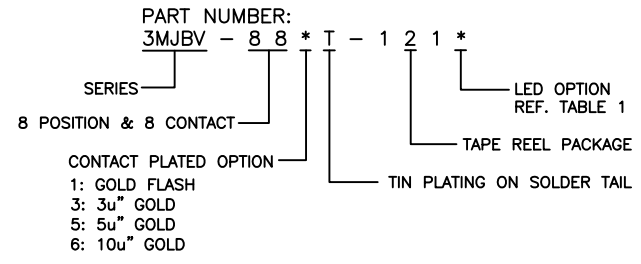 PART NUMBER:
3MJBV - 8 8 * T - 1 2 1 *
SERIES
LED OPTION
REF. TABLE 1
8 POSITION & 8 CONTACT
TAPE REEL PACKAGE
CONTACT PLATED OPTION
TIN PLATING ON SOLDER TAIL
1: GOLD FLASH
3: 3u" GOLD
5: 5u" GOLD
6: 10u" GOLD